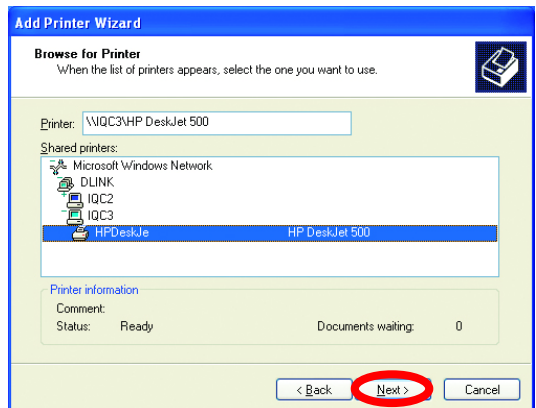 Add Printer Wizard
Browse for Printer
When the list of printers appears, select the one you want to use.
Printer: \\IQC3\HP DeskJet 500
Shared printers:
Microsoft Windows Network
DLINK
IQC2
IQC3
HPDeskJe HP DeskJet 500
Printer information
Comment:
Status: Ready Documents waiting: 0
< Back Next > Cancel